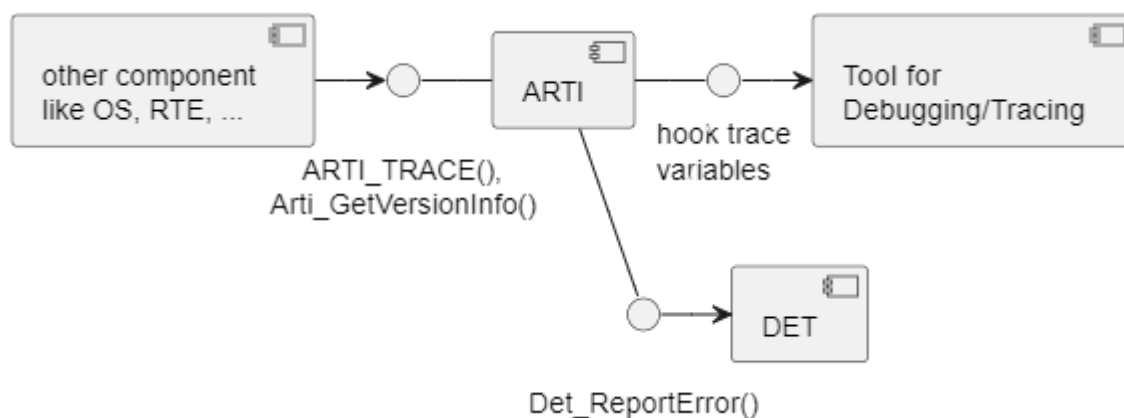 other component
like OS, RTE, ...
ARTI_TRACE(),
Arti_GetVersionInfo()
ARTI
hook trace
variables
Tool for
Debugging/Tracing
DET
Det_ReportError()